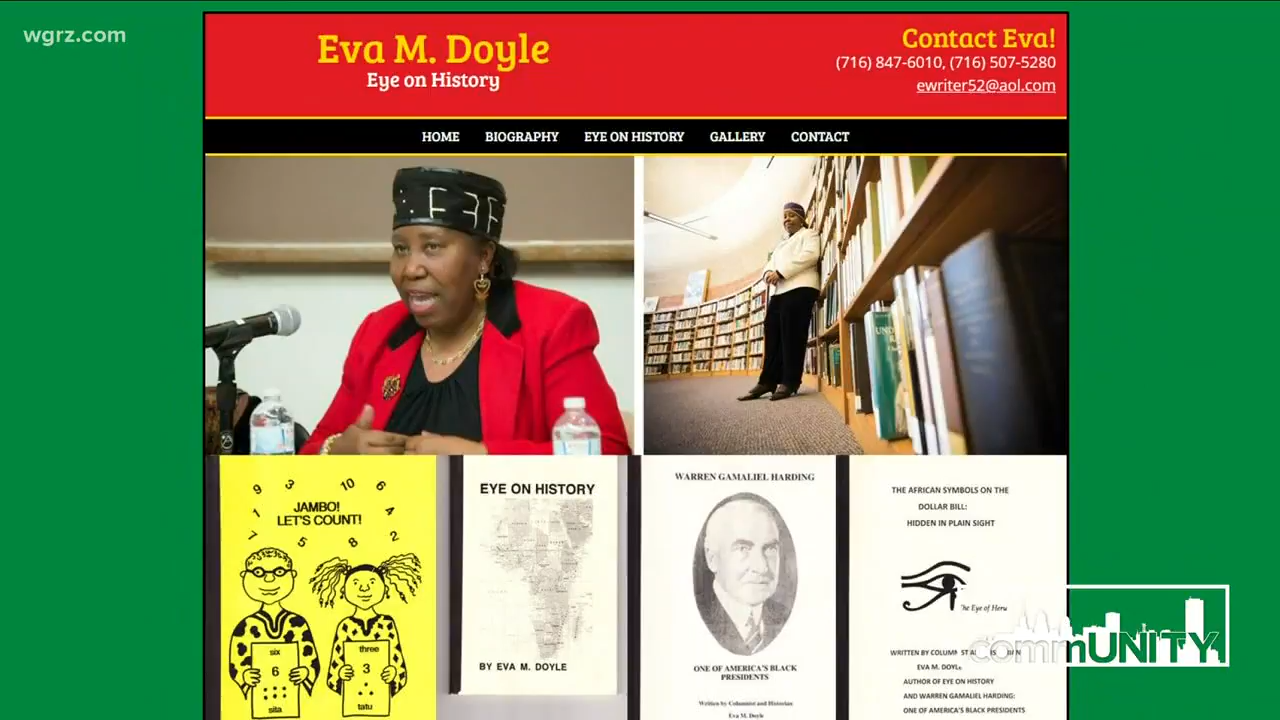 wgrz.com
Eva M. Doyle
Eye on History
Contact Eva!
(716) 847-6010, (716) 507-5280
ewriter52@aol.com
HOME BIOGRAPHY EYE ON HISTORY GALLERY CONTACT
9 3 10 6
JAMBO!
LET'S COUNT!
1 4
7 5 8 2
six
6
sita
three
3
tatu
EYE ON HISTORY
BY EVA M. DOYLE
WARREN GAMALIEL HARDING
ONE OF AMERICA'S BLACK
PRESIDENTS
Written by Columnist and Historian
Eva M. Doyle
THE AFRICAN SYMBOLS ON THE
DOLLAR BILL:
HIDDEN IN PLAIN SIGHT
he Eye of Heru
WRITTEN BY
EVA M. DOYLE
AUTHOR OF EYE ON HISTORY
AND WARREN GAMALIEL HARDING:
ONE OF AMERICA'S BLACK PRESIDENTS
commUNITY